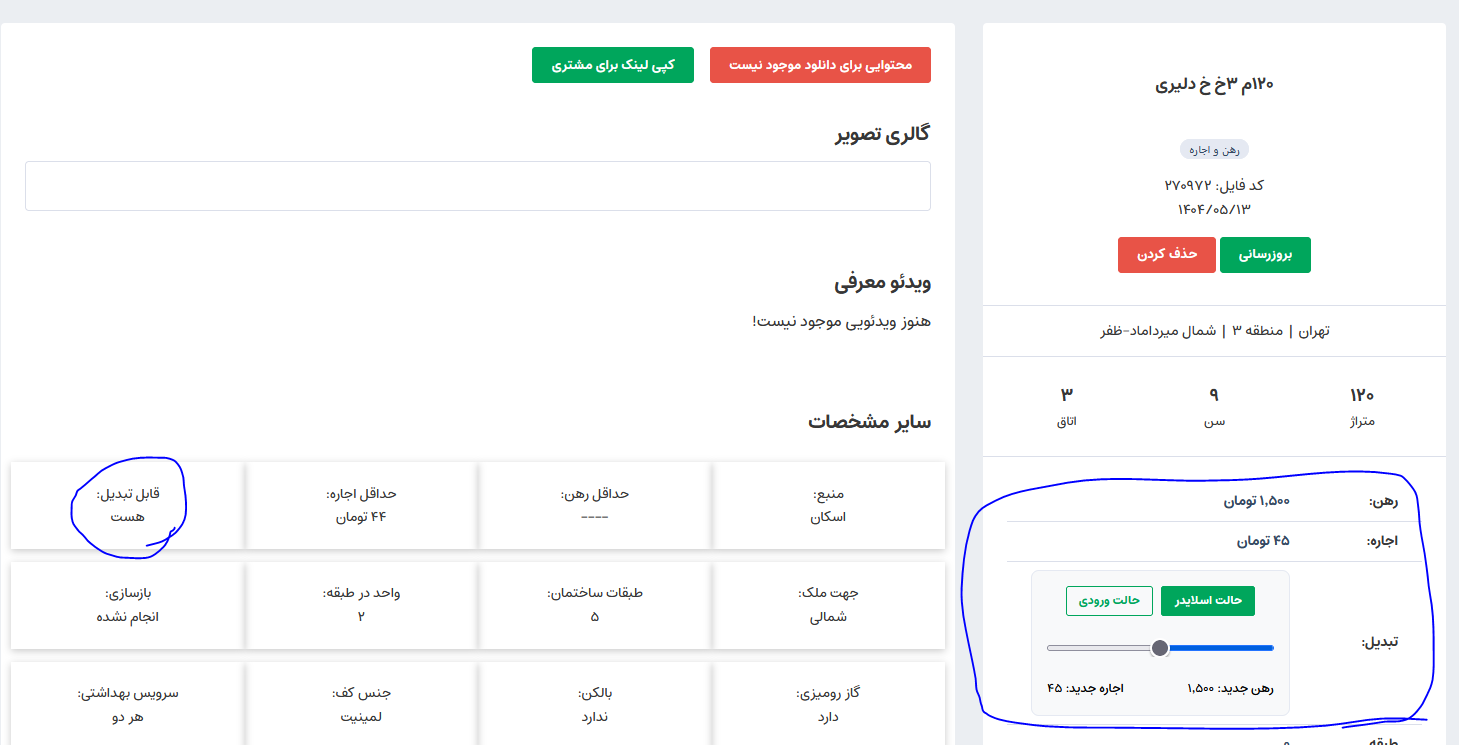 ۱۲۰م ۳خ خ دلیری
رهن و اجاره
کد فایل: ۲۷۰۹۷۲
۱۴۰۴/۰۵/۱۳
بروزرسانی
حذف کردن
تهران | منطقه ۳ | شمال میرداماد-ظفر
۱۲۰
متراژ
۹
سن
۳
اتاق
رهن: ۱,۵۰۰ تومان
اجاره: ۴۵ تومان
تبدیل:
حالت اسلایدر
حالت ورودی
رهن جدید: ۱,۵۰۰
اجاره جدید: ۴۵
طبقه
محتوایی برای دانلود موجود نیست
کپی لینک برای مشتری
گالری تصویر
ویدئو معرفی
هنوز ویدئویی موجود نیست!
سایر مشخصات
منبع:
اسکان
حداقل رهن:
----
حداقل اجاره:
۴۴ تومان
قابل تبدیل:
هست
جهت ملک:
شمالی
طبقات ساختمان:
۵
واحد در طبقه:
۲
بازسازی:
انجام نشده
گاز رومیزی:
دارد
بالکن:
ندارد
جنس کف:
لمینیت
سرویس بهداشتی:
هر دو